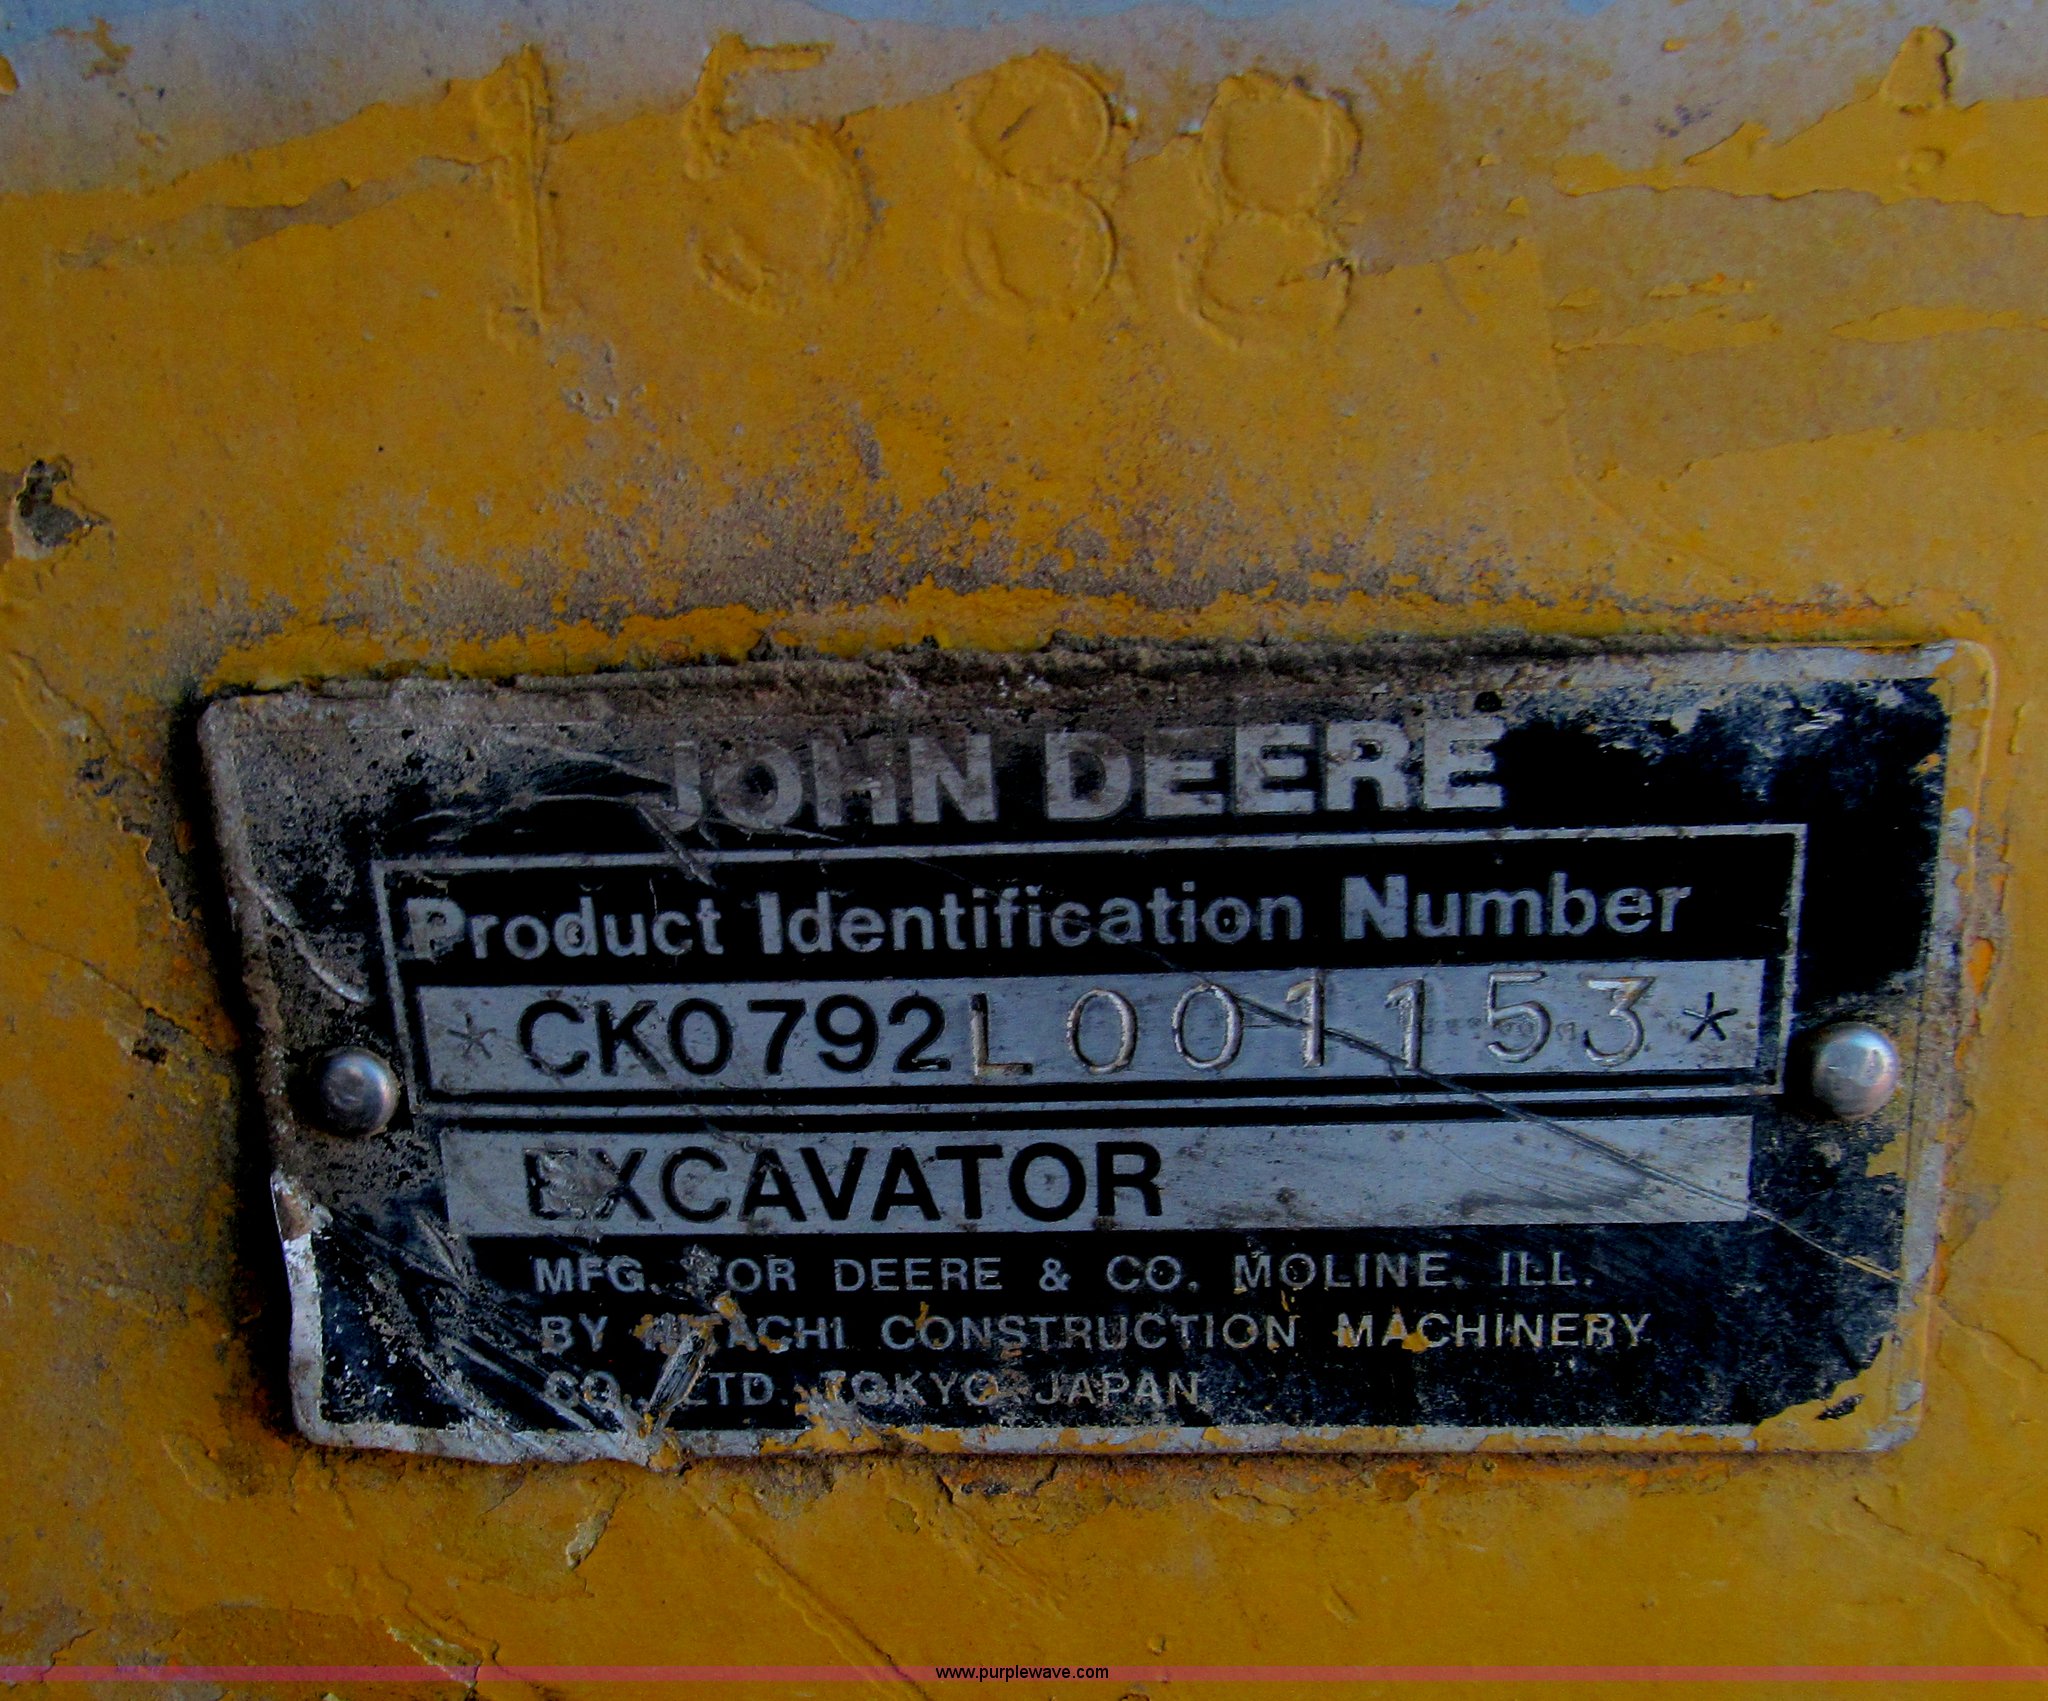 1588
JOHN DEERE
Product Identification Number
*CK0792L001153*
EXCAVATOR
MFG. FOR DEERE & CO. MOLINE. ILL.
BY HITACHI CONSTRUCTION MACHINERY
CO. LTD. TOKYO JAPAN
www.purplewave.com